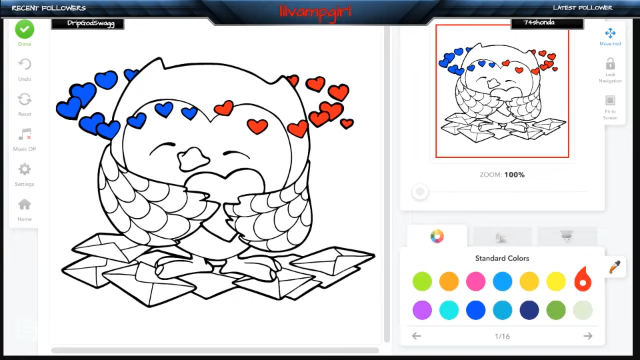 RECENT FOLLOWERS
lilvampgirl
LATEST FOLLOWER
DripGodSwagg
74shonda
Done
Undo
Reset
Music Off
Settings
Home
Move tool
Lock
Navigation
Fit to
Screen
ZOOM: 100%
Standard Colors
1/16